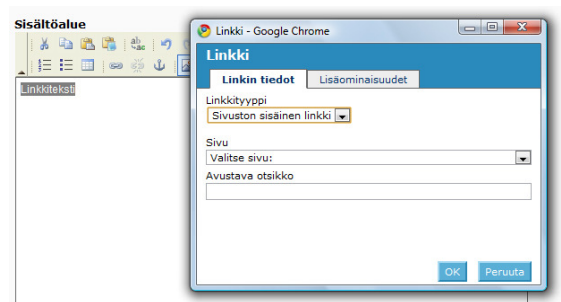 Sisältöalue
Linkkiteksti
Linkki - Google Chrome
Linkki
Linkin tiedot
Lisäominaisuudet
Linkkityyppi
Sivuston sisäinen linkki
Sivu
Valitse sivu:
Avustava otsikko
OK
Peruuta